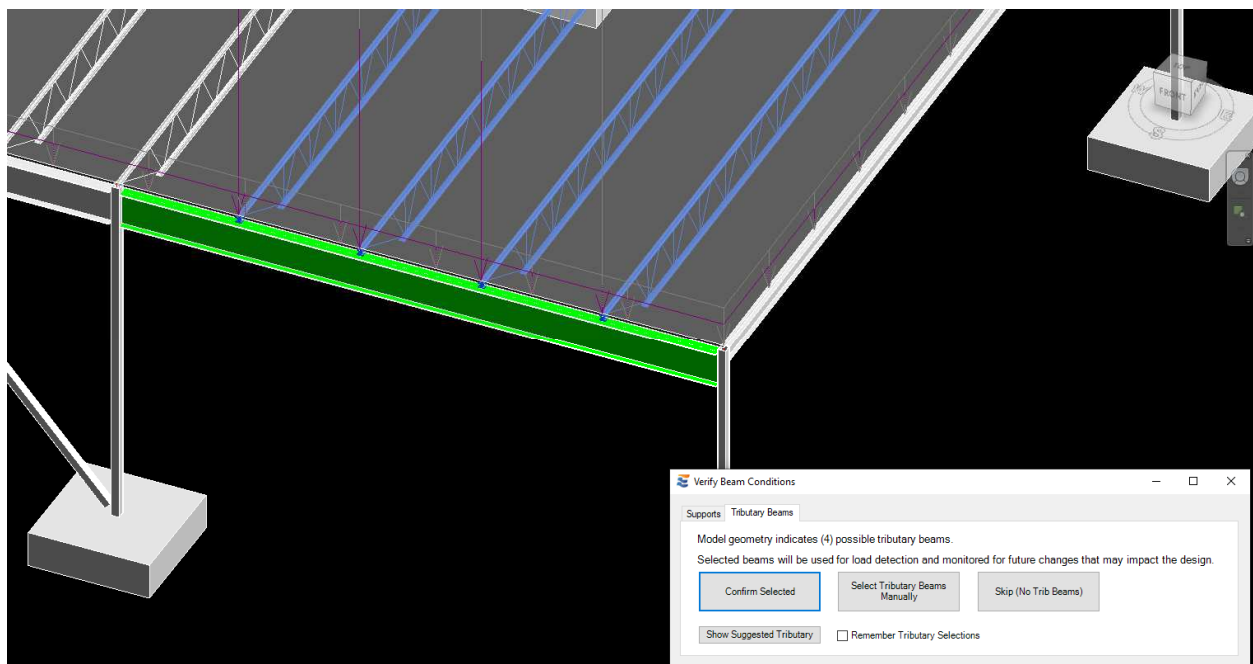 TOP
FRONT
S
E
Verify Beam Conditions
Supports
Tributary Beams
Model geometry indicates (4) possible tributary beams.
Selected beams will be used for load detection and monitored for future changes that may impact the design.
Confirm Selected
Select Tributary Beams
Manually
Skip (No Trib Beams)
Show Suggested Tributary
Remember Tributary Selections